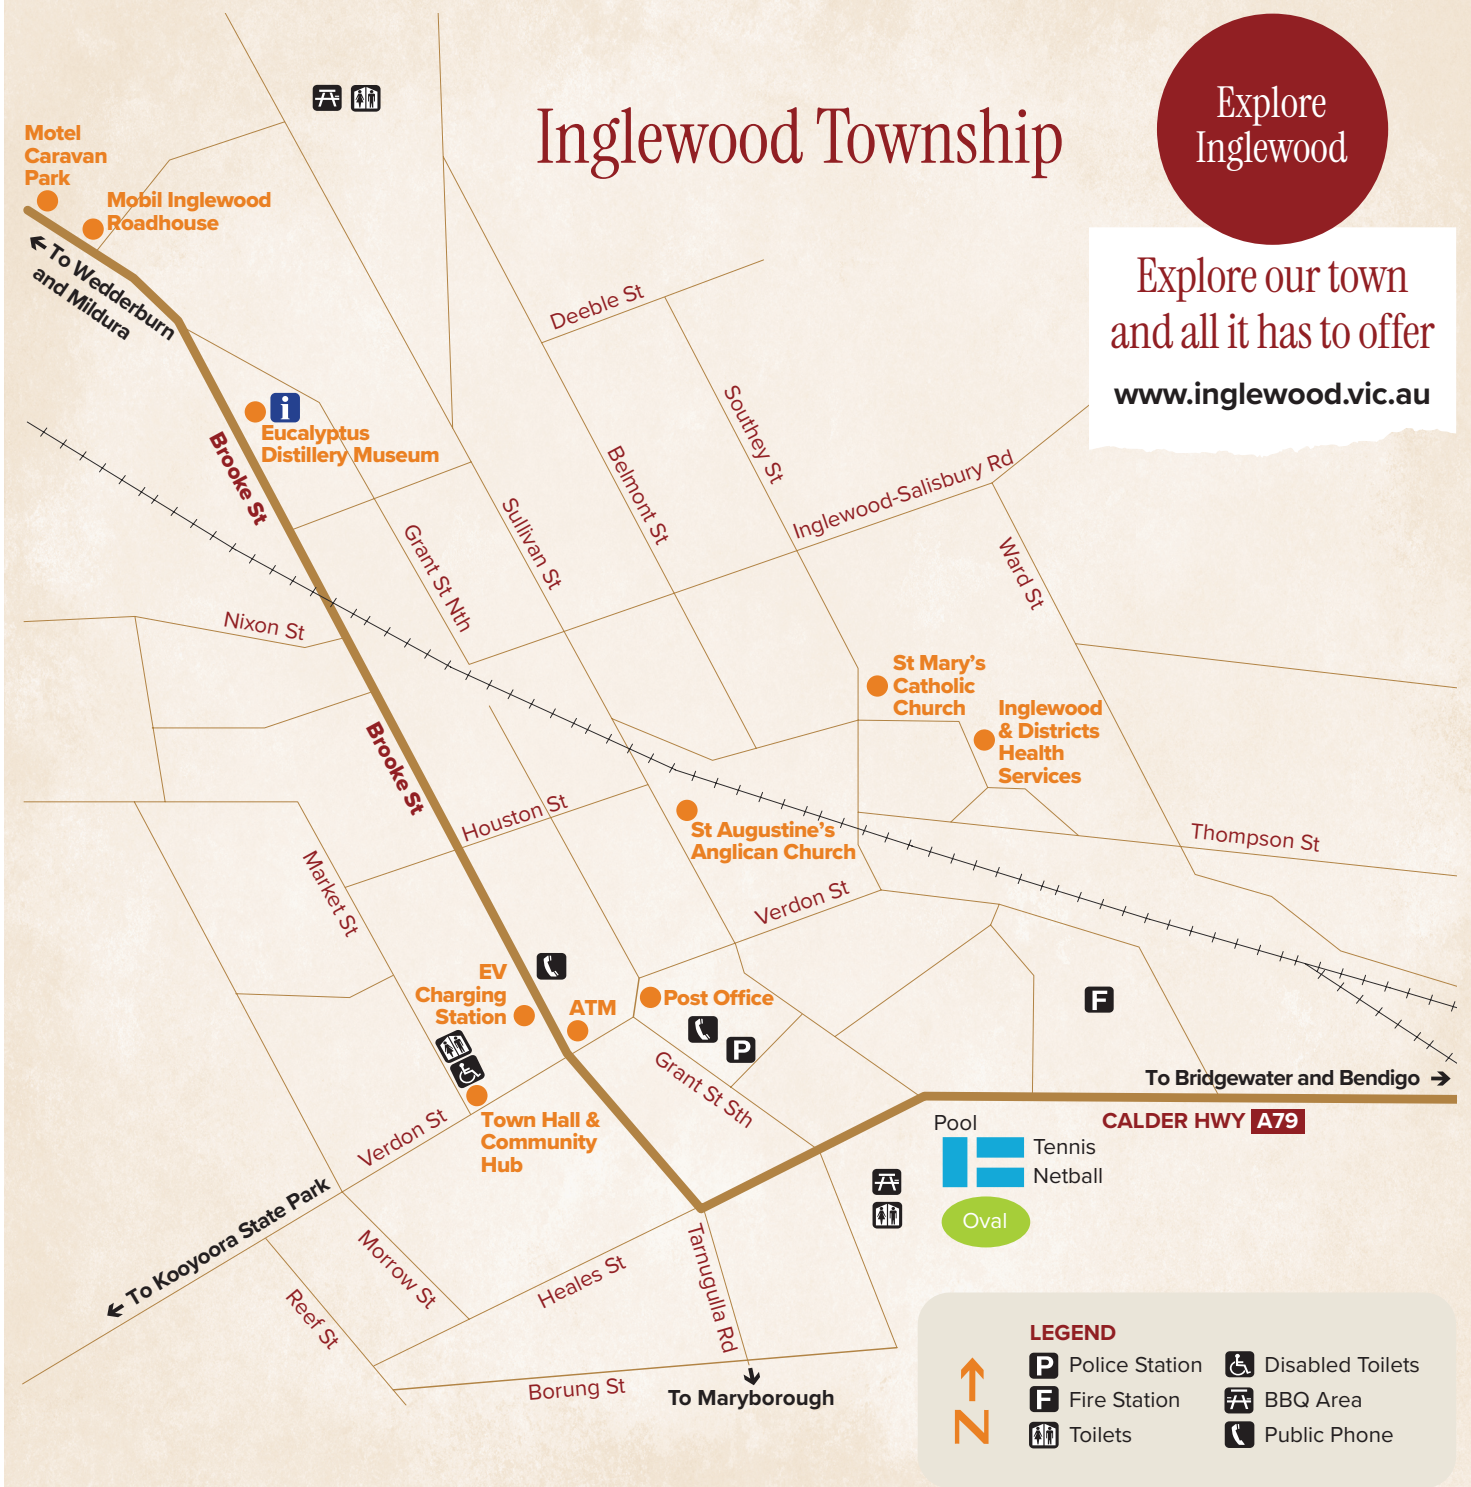 Inglewood Township
Explore
Inglewood
Explore our town
and all it has to offer
www.inglewood.vic.au
Motel
Caravan
Park
Mobil Inglewood
Roadhouse
To Wedderburn
and Mildura
Deeble St
i
Eucalyptus
Distillery Museum
Brooke St
Southey St
Belmont St
Inglewood-Salisbury Rd
Sullivan St
Grant St Nth
Ward St
Nixon St
St Mary's
Catholic
Church
Inglewood
& Districts
Health
Services
Brooke St
Houston St
St Augustine's
Anglican Church
Thompson St
Market St
Verdon St
EV
Charging
Station
ATM
Post Office
P
F
Grant St Sth
To Bridgewater and Bendigo
CALDER HWY A79
Town Hall &
Community
Hub
Verdon St
Pool
Tennis
Netball
Oval
To Kooyoora State Park
Morrow St
Reef St
Heales St
Tarnugulla Rd
Borung St
To Maryborough
N
LEGEND
P Police Station
F Fire Station
Toilets
Disabled Toilets
BBQ Area
Public Phone